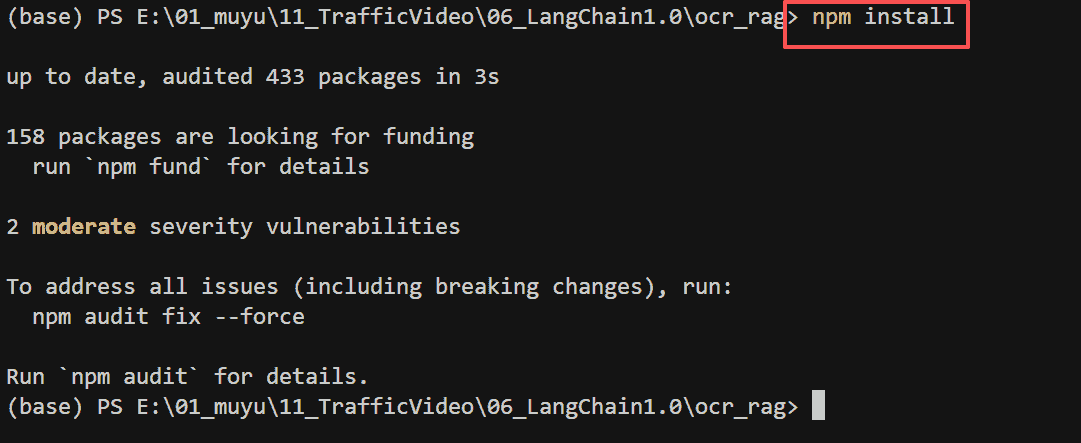 (base) PS E:\01_muyu\11_TrafficVideo\06_LangChain1.0\ocr_rag> npm install
up to date, audited 433 packages in 3s
158 packages are looking for funding
  run `npm fund` for details
2 moderate severity vulnerabilities
To address all issues (including breaking changes), run:
  npm audit fix --force
Run `npm audit` for details.
(base) PS E:\01_muyu\11_TrafficVideo\06_LangChain1.0\ocr_rag>